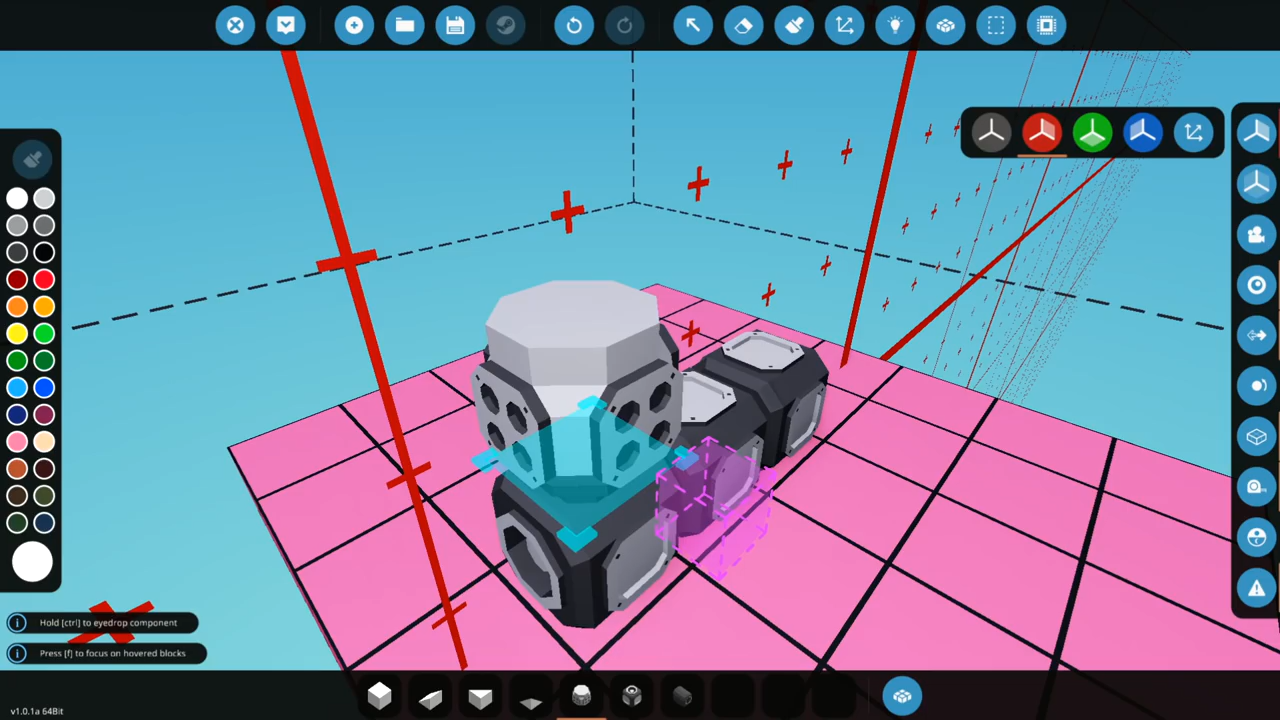 Hold [ctrl] to eyedrop component
Press [f] to focus on hovered blocks
v1.0.1a 64Bit